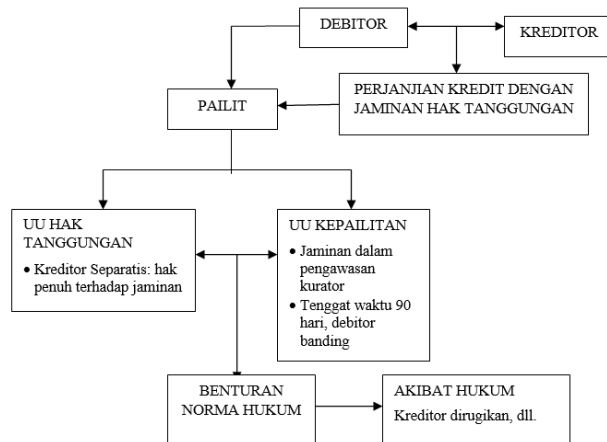 DEBITOR
KREDITOR
PERJANJIAN KREDIT DENGAN
JAMINAN HAK TANGGUNGAN
PAILIT
UU HAK
TANGGUNGAN
• Kreditor Separatis: hak
penuh terhadap jaminan
UU KEPAILITAN
• Jaminan dalam
pengawasan
kurator
• Tenggat waktu 90
hari, debitor
banding
BENTURAN
NORMA HUKUM
AKIBAT HUKUM
Kreditor dirugikan, dll.